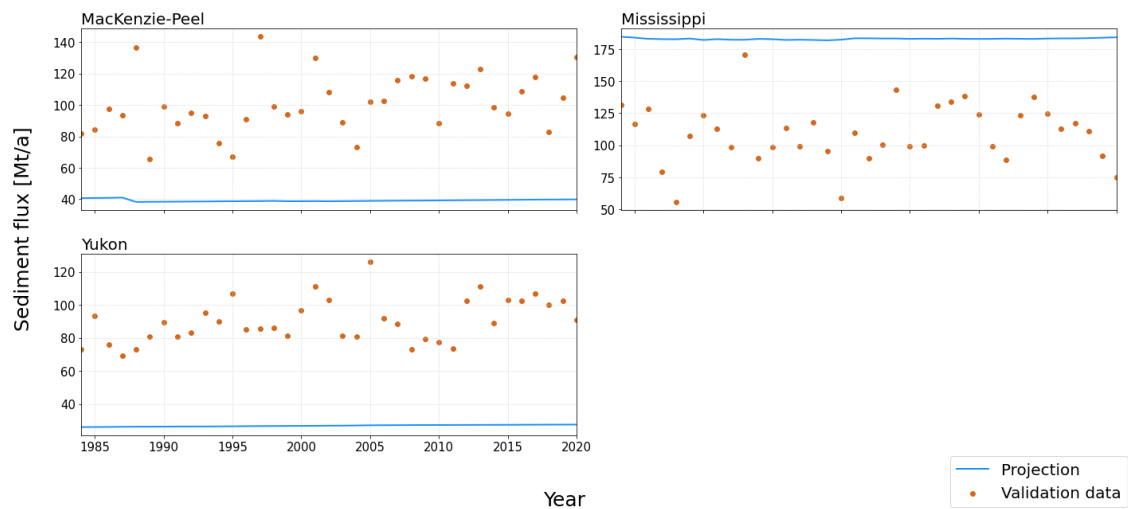 MacKenzie-Peel
Mississippi
140
120
100
80
60
40
175
150
125
100
75
50
Sediment flux [Mt/a]
Yukon
120
100
80
60
40
1985 1990 1995 2000 2005 2010 2015 2020
Year
Projection
Validation data